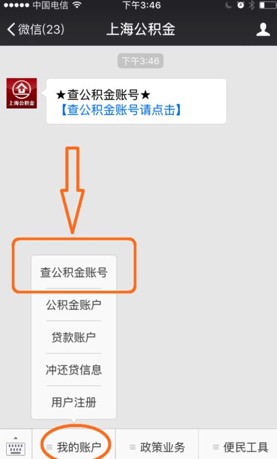 中国电信 下午3:46
微信(23) 上海公积金
下午3:46
★查公积金账号★
【查公积金账号请点击】
上海公积金
查公积金账号
公积金账户
贷款账户
冲还贷信息
用户注册
我的账户 政策业务 便民工具